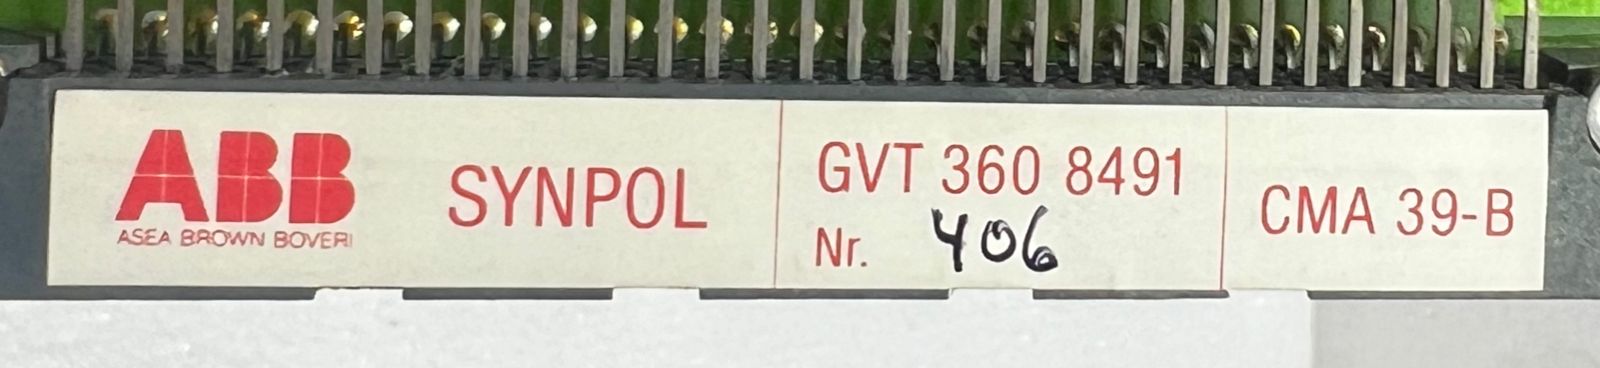 ABB
ASEA BROWN BOVERI
SYNPOL
GVT 360 8491
Nr. 406
CMA 39-B